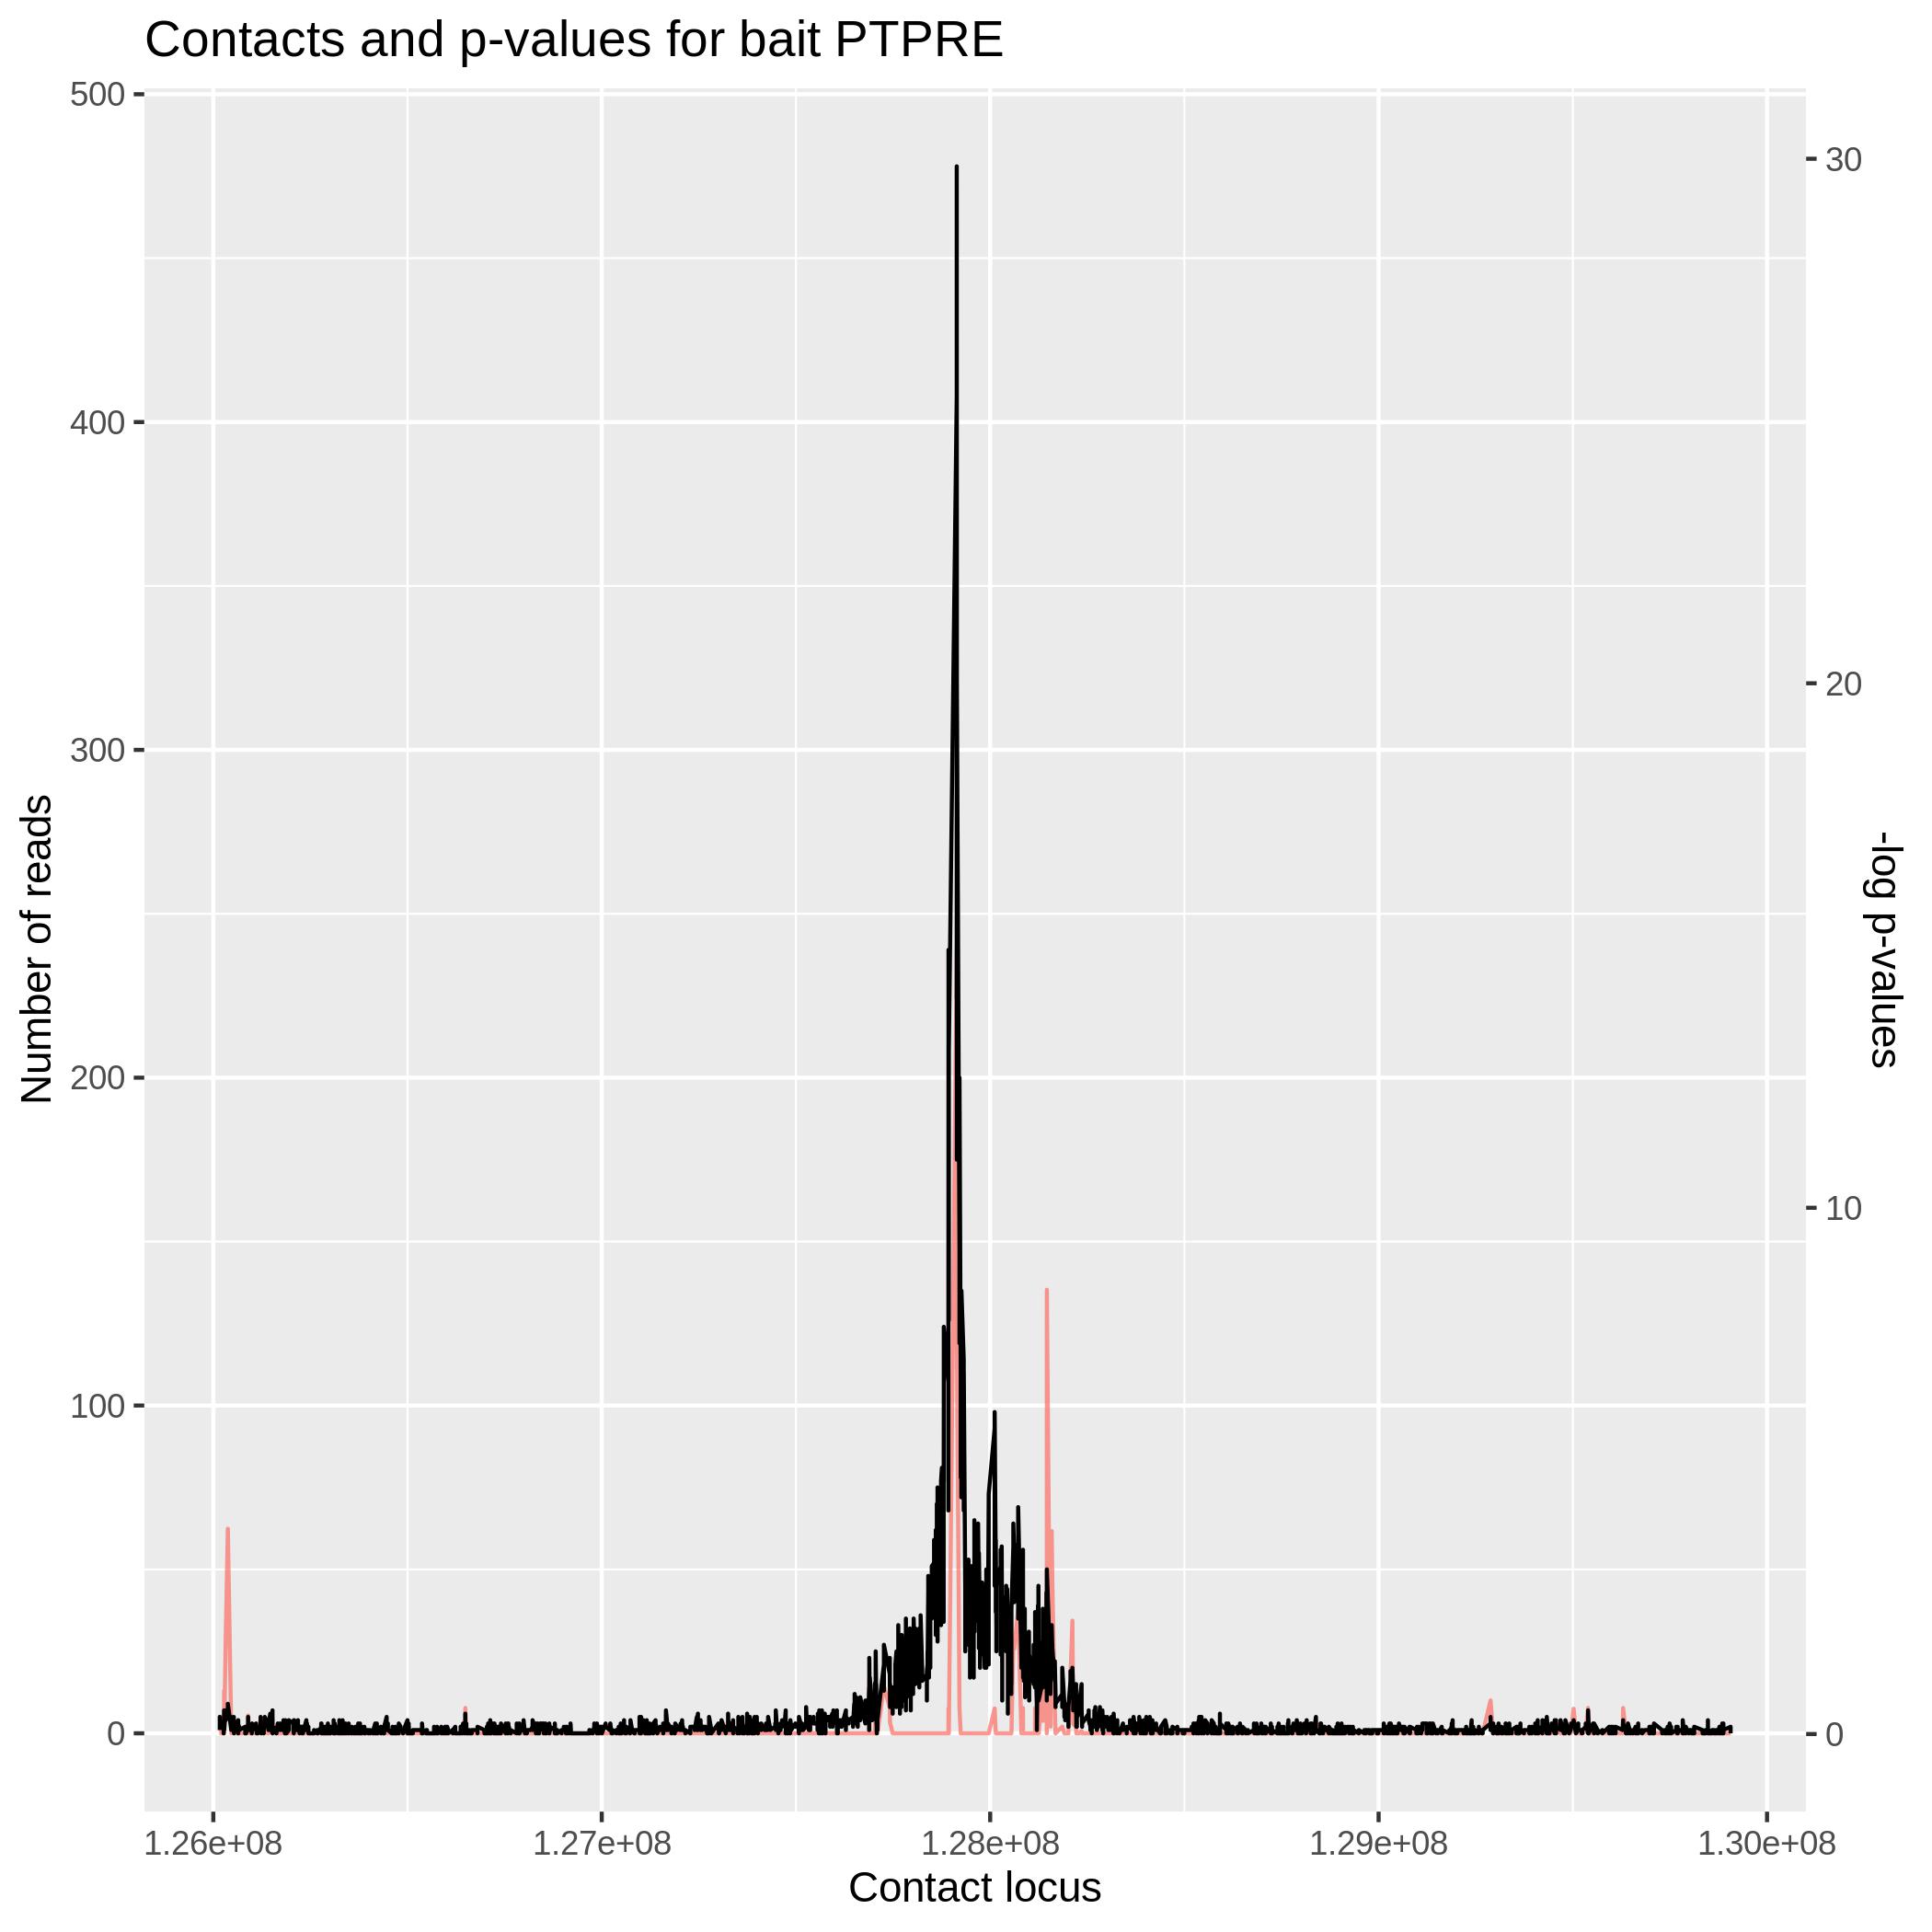 Contacts and p-values for bait PTPRE
500
400
300
200
100
0
Number of reads
30
20
10
0
-log p-values
1.26e+08 1.27e+08 1.28e+08 1.29e+08 1.30e+08
Contact locus